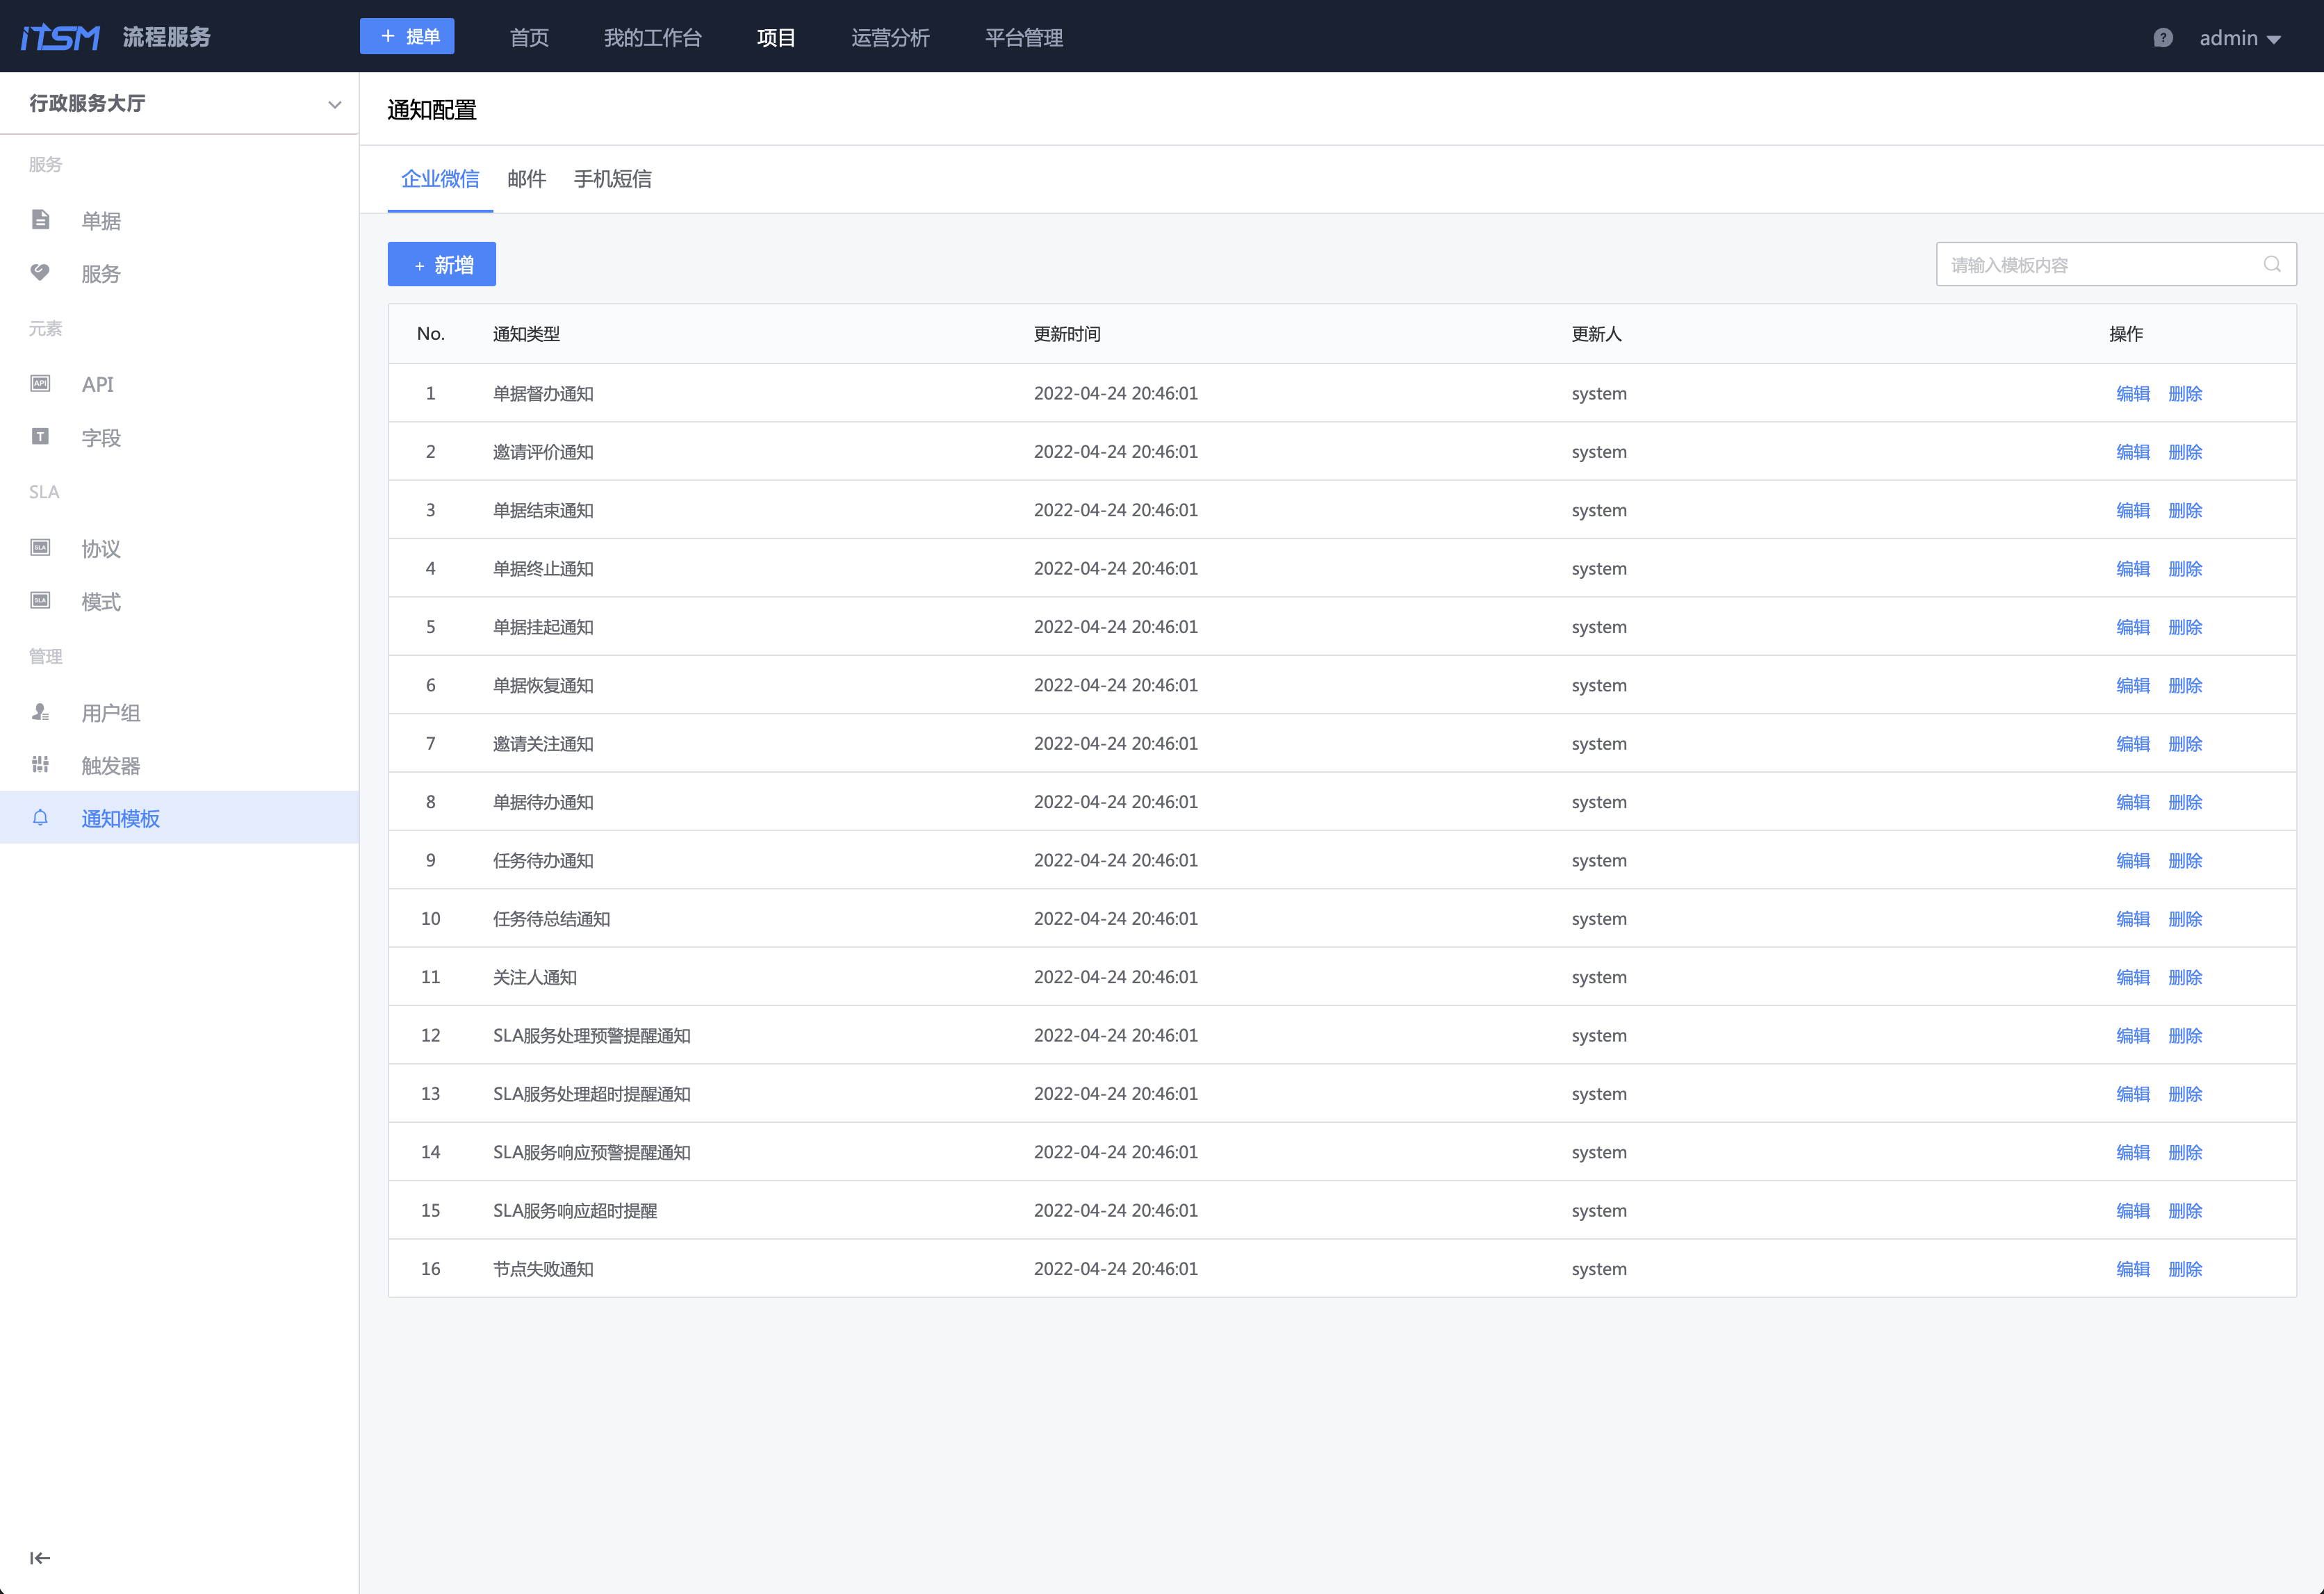 iTSM 流程服务 + 提单 首页 我的工作台 项目 运营分析 平台管理 ? admin
行政服务大厅
服务
单据
服务
元素
API API
T 字段
SLA
SLA 协议
SLA 模式
管理
用户组
触发器
通知模板
通知配置
企业微信 邮件 手机短信
+ 新增 请输入模板内容
No. 通知类型 更新时间 更新人 操作
1 单据督办通知 2022-04-24 20:46:01 system 编辑 删除
2 邀请评价通知 2022-04-24 20:46:01 system 编辑 删除
3 单据结束通知 2022-04-24 20:46:01 system 编辑 删除
4 单据终止通知 2022-04-24 20:46:01 system 编辑 删除
5 单据挂起通知 2022-04-24 20:46:01 system 编辑 删除
6 单据恢复通知 2022-04-24 20:46:01 system 编辑 删除
7 邀请关注通知 2022-04-24 20:46:01 system 编辑 删除
8 单据待办通知 2022-04-24 20:46:01 system 编辑 删除
9 任务待办通知 2022-04-24 20:46:01 system 编辑 删除
10 任务待总结通知 2022-04-24 20:46:01 system 编辑 删除
11 关注人通知 2022-04-24 20:46:01 system 编辑 删除
12 SLA服务处理预警提醒通知 2022-04-24 20:46:01 system 编辑 删除
13 SLA服务处理超时提醒通知 2022-04-24 20:46:01 system 编辑 删除
14 SLA服务响应预警提醒通知 2022-04-24 20:46:01 system 编辑 删除
15 SLA服务响应超时提醒 2022-04-24 20:46:01 system 编辑 删除
16 节点失败通知 2022-04-24 20:46:01 system 编辑 删除